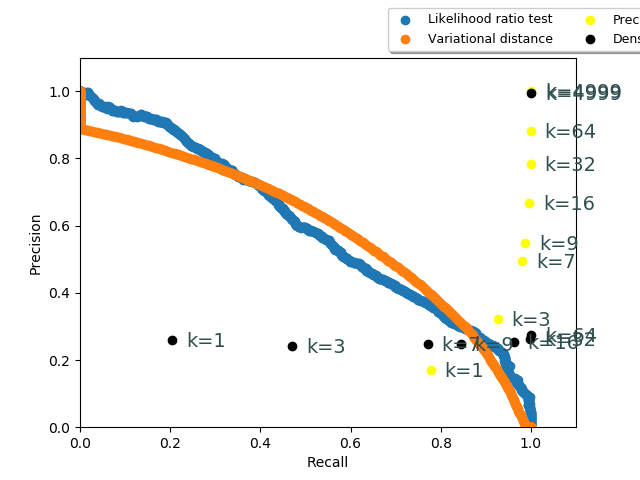 Likelihood ratio test
Variational distance
Prec
Dens
1.0
0.8
0.6
0.4
0.2
0.0
Precision
k=4999
k=4999
k=64
k=32
k=16
k=9
k=7
k=3
k=64
k=32
k=16
k=9
k=7
k=1
k=3
k=1
0.0
0.2
0.4
0.6
0.8
1.0
Recall